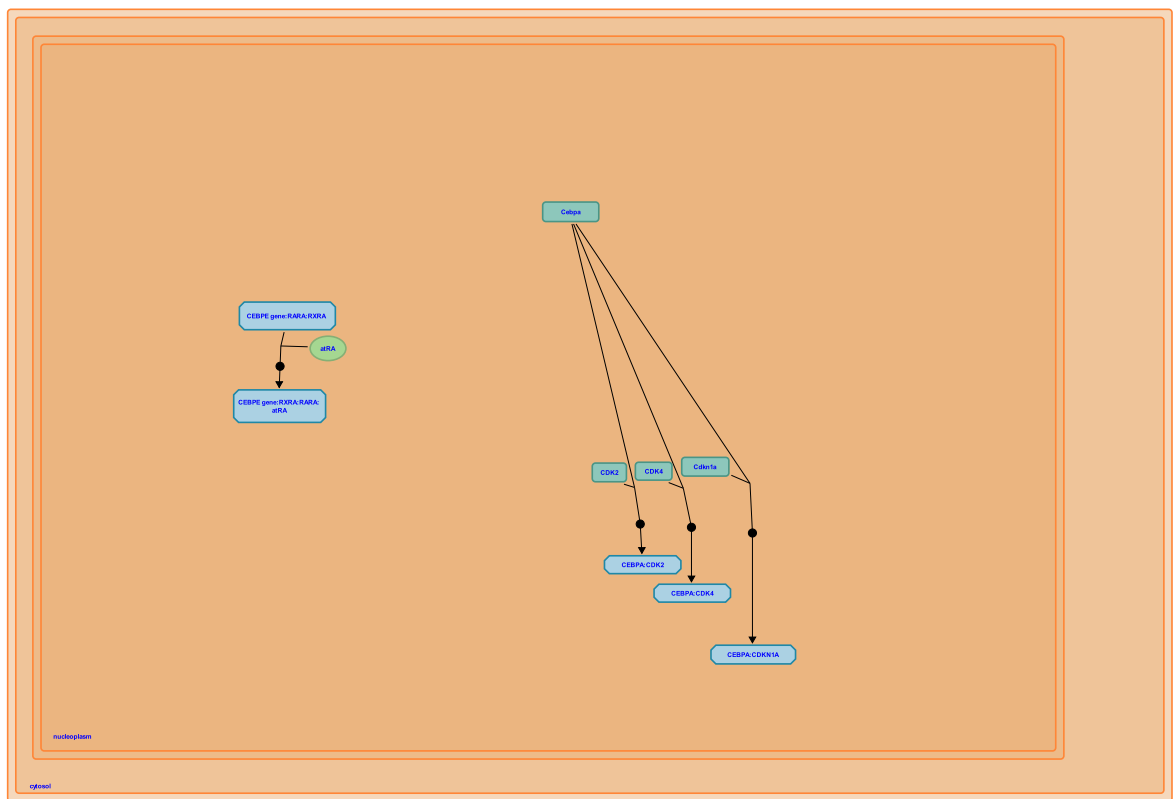 Cebpa
CEBPE gene:RARA:RXRA
atRA
CEBPE gene:RXRA:RARA:
atRA
CDK2
CDK4
Cdkn1a
CEBPA:CDK2
CEBPA:CDK4
CEBPA:CDKN1A
nucleoplasm
cytosol